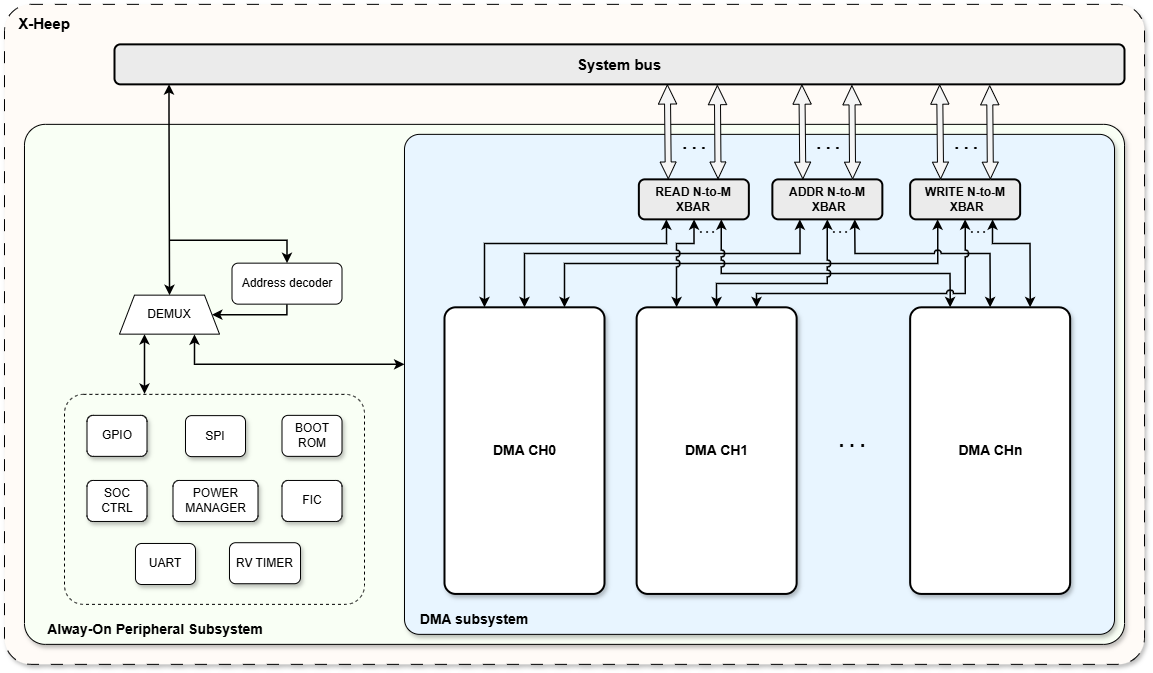 X-Heep
System bus
. . .
. . .
. . .
READ N-to-M
XBAR
ADDR N-to-M
XBAR
WRITE N-to-M
XBAR
...
...
...
Address decoder
DEMUX
GPIO
SPI
BOOT
ROM
SOC
CTRL
POWER
MANAGER
FIC
UART
RV TIMER
DMA CH0
DMA CH1
. . .
DMA CHn
DMA subsystem
Alway-On Peripheral Subsystem